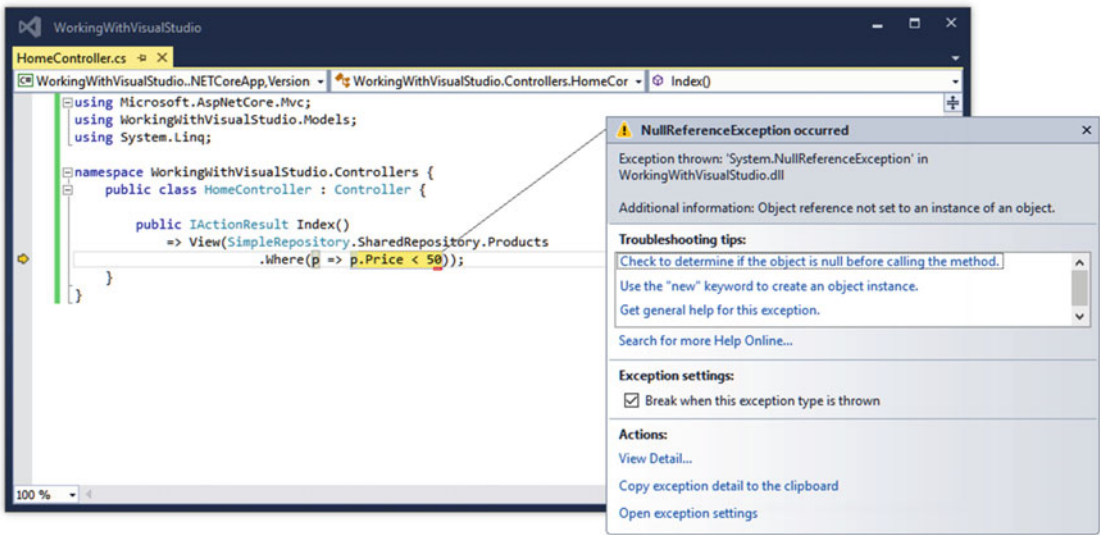 WorkingWithVisualStudio
HomeController.cs
C# WorkingWithVisualStudio..NETCoreApp,Version
WorkingWithVisualStudio.Controllers.HomeCor
Index()
using Microsoft.AspNetCore.Mvc;
using WorkingWithVisualStudio.Models;
using System.Linq;
namespace WorkingWithVisualStudio.Controllers {
public class HomeController : Controller {
public IActionResult Index()
=> View(SimpleRepository.SharedRepository.Products
.Where(p => p.Price < 50));
}
}
100 %
NullReferenceException occurred
Exception thrown: 'System.NullReferenceException' in
WorkingWithVisualStudio.dll
Additional information: Object reference not set to an instance of an object.
Troubleshooting tips:
Check to determine if the object is null before calling the method.
Use the "new" keyword to create an object instance.
Get general help for this exception.
Search for more Help Online...
Exception settings:
Break when this exception type is thrown
Actions:
View Detail...
Copy exception detail to the clipboard
Open exception settings